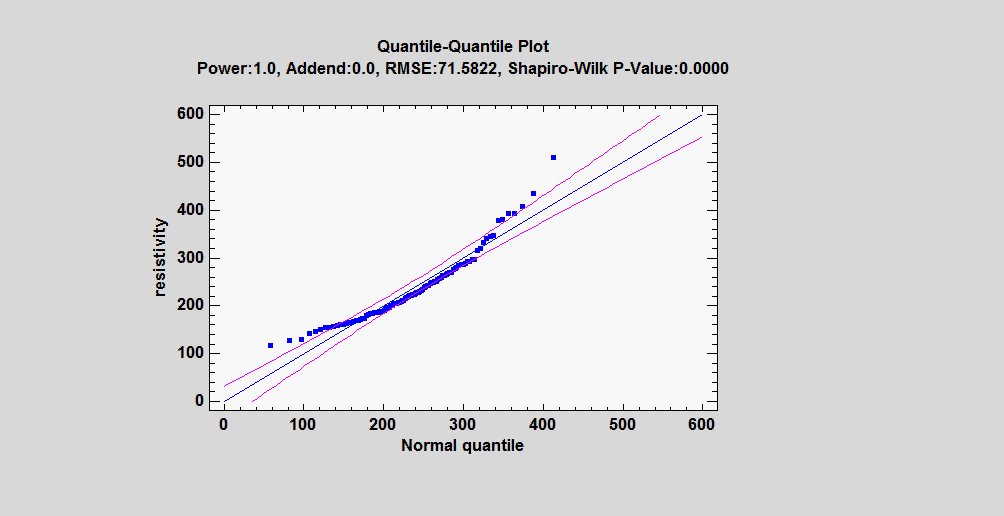 Quantile-Quantile Plot
Power:1.0, Addend:0.0, RMSE:71.5822, Shapiro-Wilk P-Value:0.0000
600
500
400
300
200
100
0
resistivity
0 100 200 300 400 500 600
Normal quantile